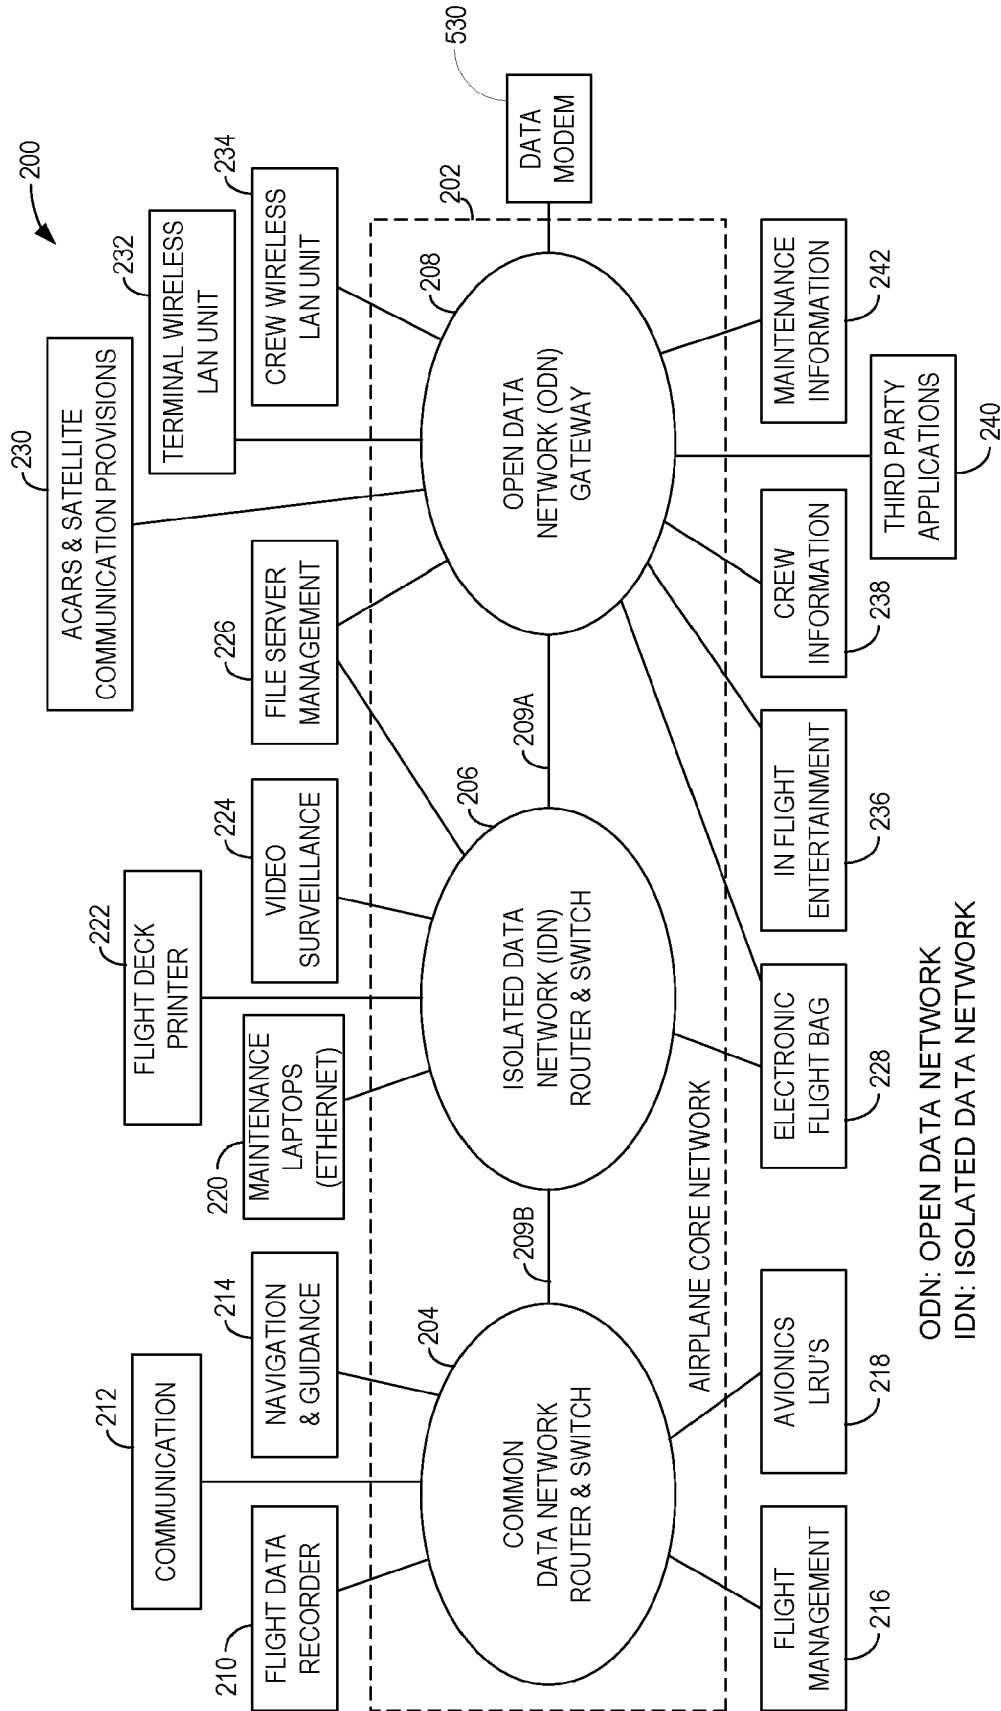 200
ACARS & SATELLITE
COMMUNICATION PROVISIONS
230
TERMINAL WIRELESS
LAN UNIT
232
CREW WIRELESS
LAN UNIT
234
COMMUNICATION
212
FLIGHT DECK
PRINTER
222
FLIGHT DATA
RECORDER
210
NAVIGATION
& GUIDANCE
214
MAINTENANCE
LAPTOPS
(ETHERNET)
220
VIDEO
SURVEILLANCE
224
FILE SERVER
MANAGEMENT
226
202
COMMON
DATA NETWORK
ROUTER & SWITCH
204
209B
ISOLATED DATA
NETWORK (IDN)
ROUTER & SWITCH
206
209A
OPEN DATA
NETWORK (ODN)
GATEWAY
208
DATA
MODEM
530
AIRPLANE CORE NETWORK
FLIGHT
MANAGEMENT
216
AVIONICS
LRU'S
218
ELECTRONIC
FLIGHT BAG
228
IN FLIGHT
ENTERTAINMENT
236
CREW
INFORMATION
238
THIRD PARTY
APPLICATIONS
240
MAINTENANCE
INFORMATION
242
ODN: OPEN DATA NETWORK
IDN: ISOLATED DATA NETWORK